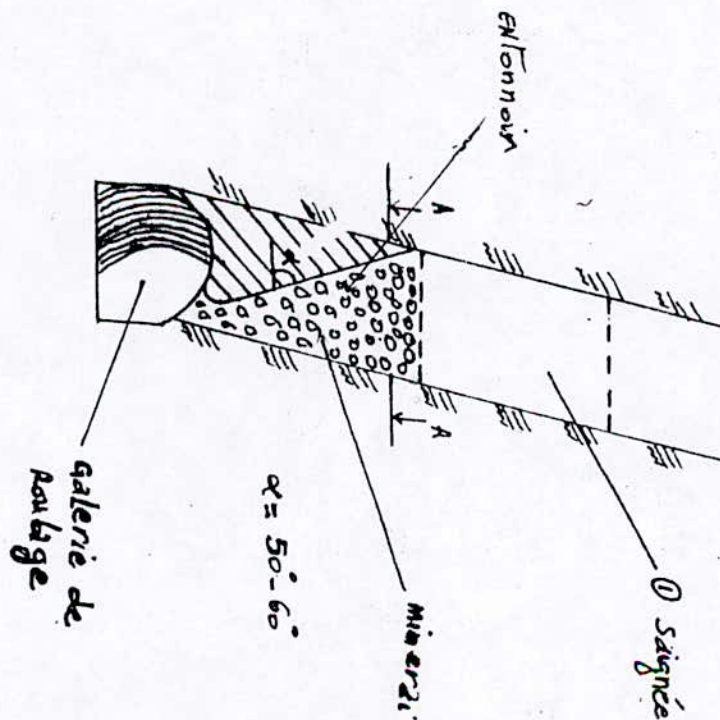 Entonnoir
A
A
① Saignée
Minerai
α = 50°-60°
Galerie de
roulage
α